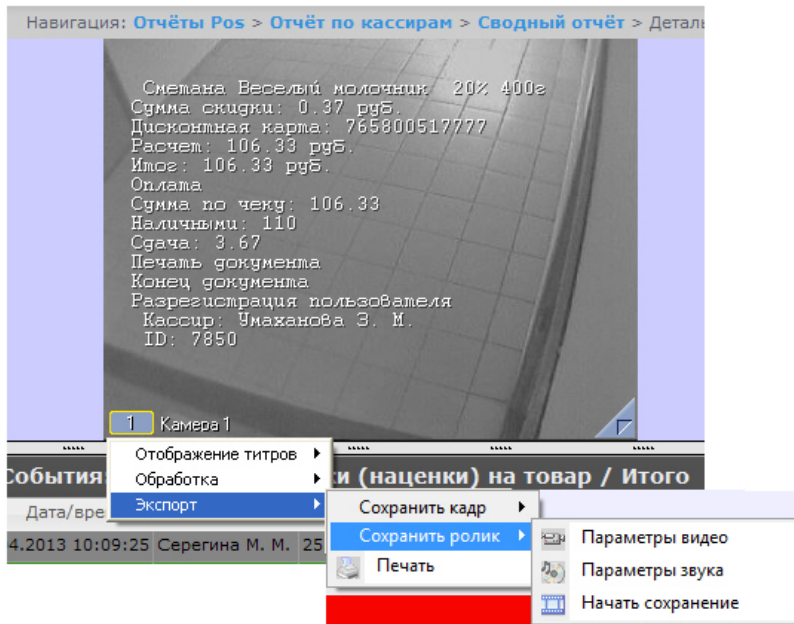 Навигация: Отчёты Pos > Отчёт по кассирам > Сводный отчёт > Деталь
Сметана Веселый молочник 20% 400г
Сумма скидки: 0.37 руб.
Дисконтная карта: 765800517777
Расчет: 106.33 руб.
Итог: 106.33 руб.
Оплата
Сумма по чеку: 106.33
Наличными: 110
Сдача: 3.67
Печать документа
Конец документа
Разрегистрация пользователя
Кассир: Умаханова З. М.
ID: 7850
1 Камера 1
Отображение титров
События и (наценки) на товар / Итого
Обработка
Дата/вре
Экспорт
Сохранить кадр
4.2013 10:09:25 Серегина М. М. 25
Сохранить ролик
Параметры видео
Печать
Параметры звука
Начать сохранение